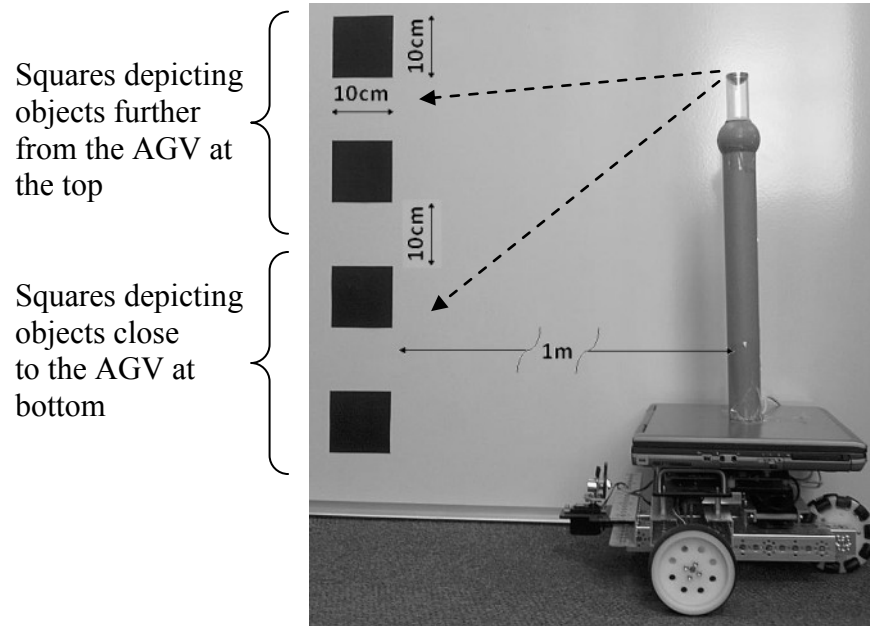 Squares depicting
objects further
from the AGV at
the top
10cm
10cm
10cm
Squares depicting
objects close
to the AGV at
bottom
1m